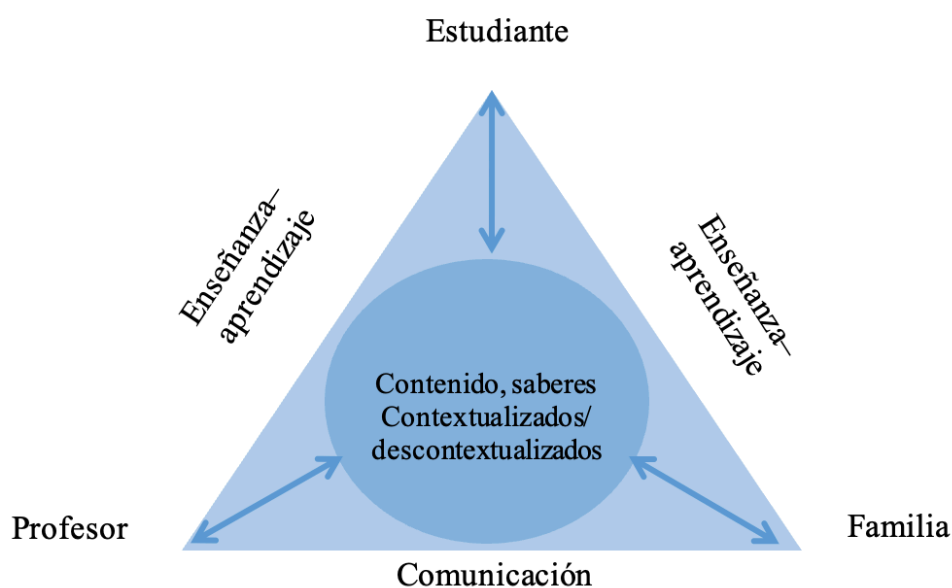 Estudiante
Enseñanza–
aprendizaje
Enseñanza–
aprendizaje
Contenido, saberes
Contextualizados/
descontextualizados
Profesor
Familia
Comunicación